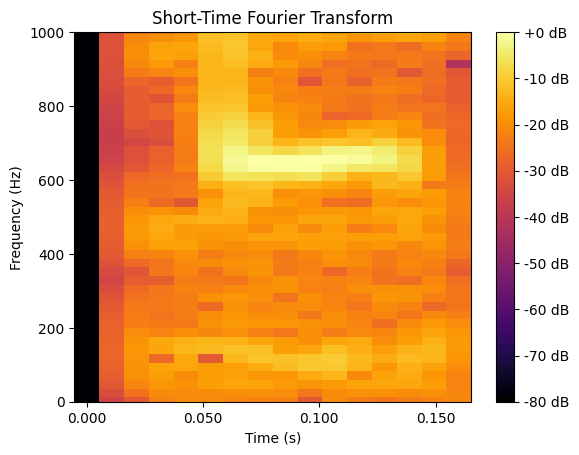 Short-Time Fourier Transform
Frequency (Hz)
1000
800
600
400
200
0
0.000
0.050
0.100
0.150
Time (s)
+0 dB
-10 dB
-20 dB
-30 dB
-40 dB
-50 dB
-60 dB
-70 dB
-80 dB